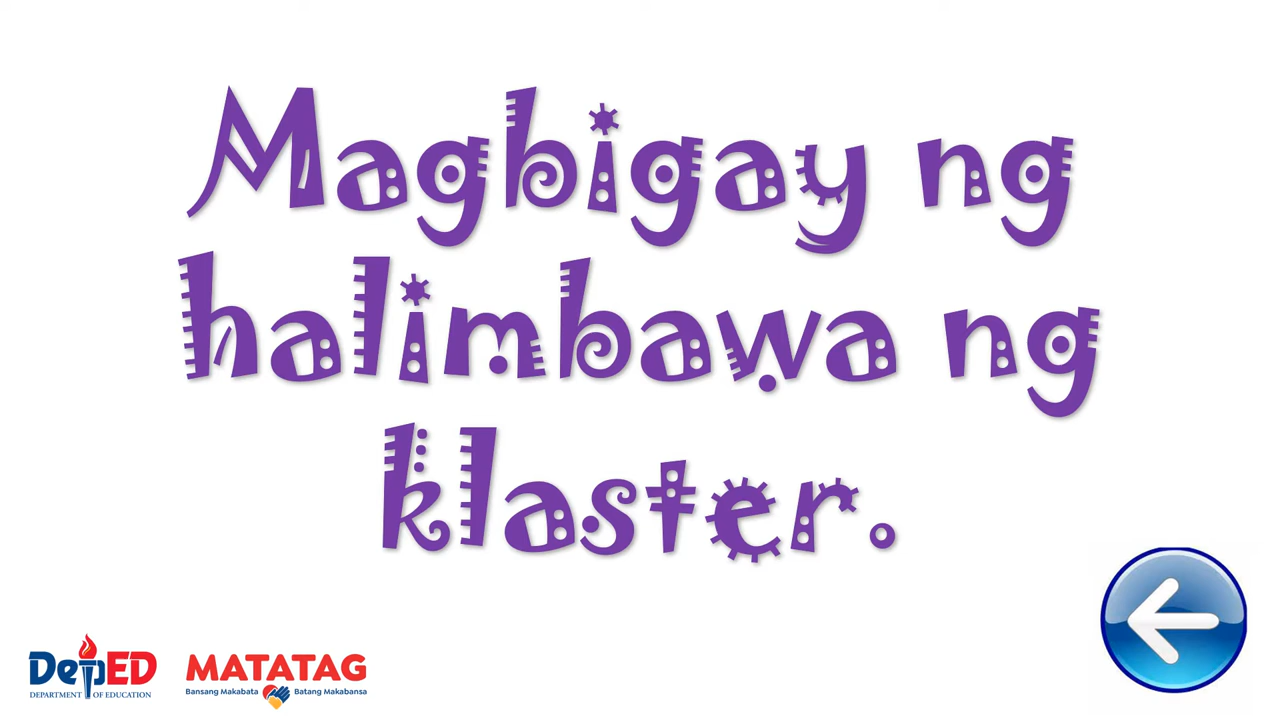 Magbigay ng
halimbawa ng
klaster.
DepED MATATAG
DEPARTMENT OF EDUCATION Bansang Makabata Batang Makabansa